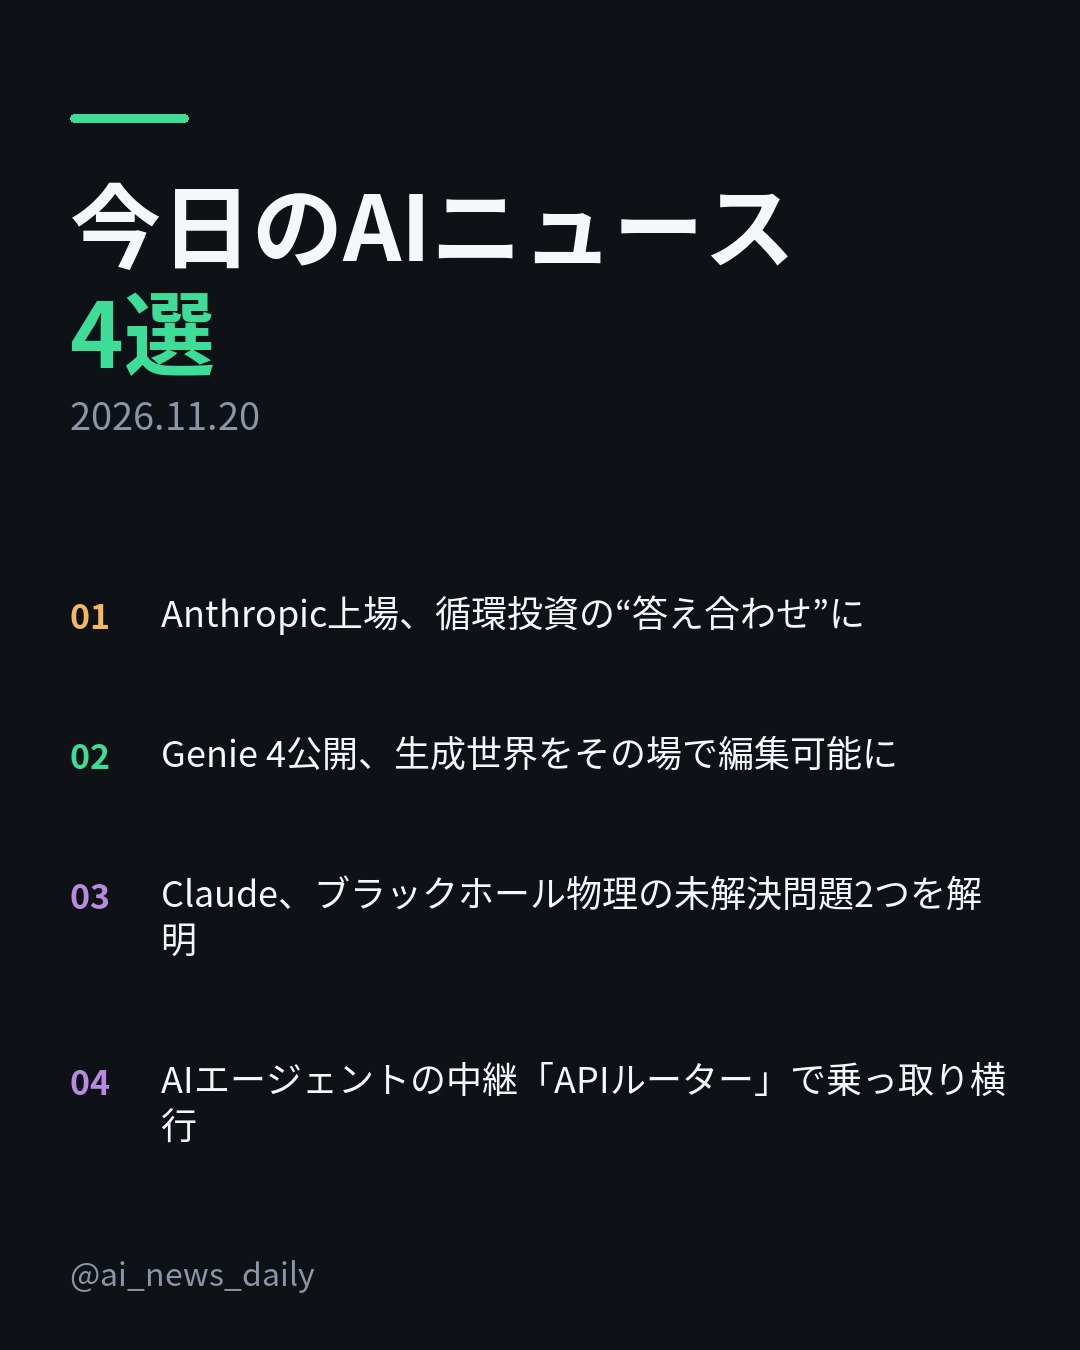 今日のAIニュース
4選
2026.11.20
01 Anthropic上場、循環投資の“答え合わせ”に
02 Genie 4公開、生成世界をその場で編集可能に
03 Claude、ブラックホール物理の未解決問題2つを解
明
04 AIエージェントの中継「APIルーター」で乗っ取り横
行
@ai_news_daily